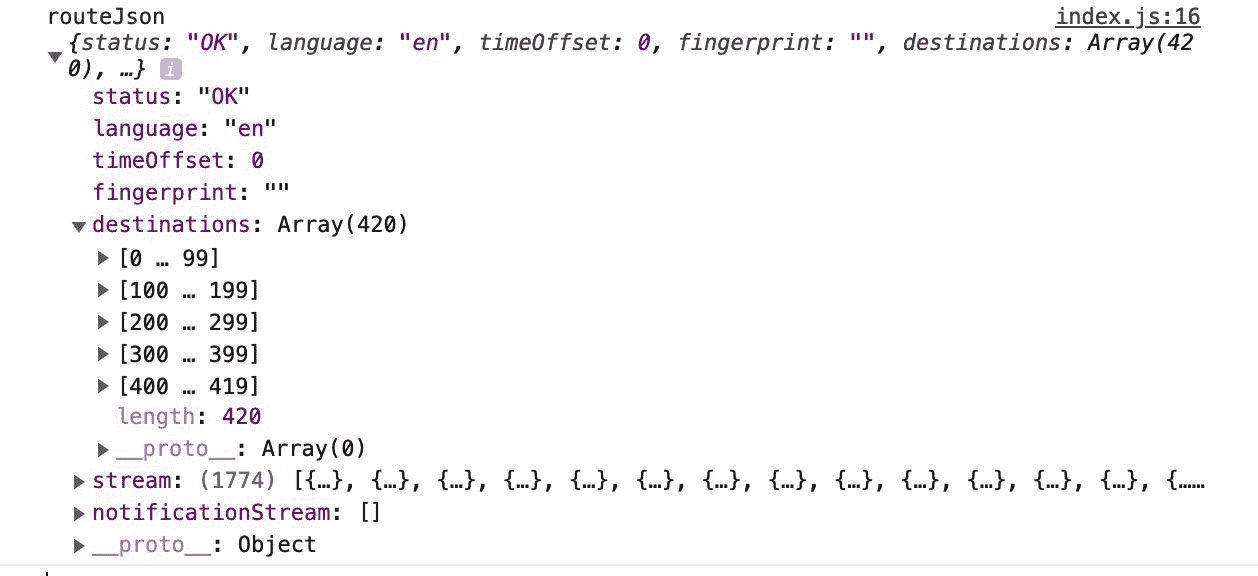 routeJson index.js:16
{status: "OK", language: "en", timeOffset: 0, fingerprint: "", destinations: Array(42
0), …} i
status: "OK"
language: "en"
timeOffset: 0
fingerprint: ""
destinations: Array(420)
[0 … 99]
[100 … 199]
[200 … 299]
[300 … 399]
[400 … 419]
length: 420
__proto__: Array(0)
stream: (1774) [{…}, {…}, {…}, {…}, {…}, {…}, {…}, {…}, {…}, {…}, {…}, {…}, {…}, {……
notificationStream: []
__proto__: Object